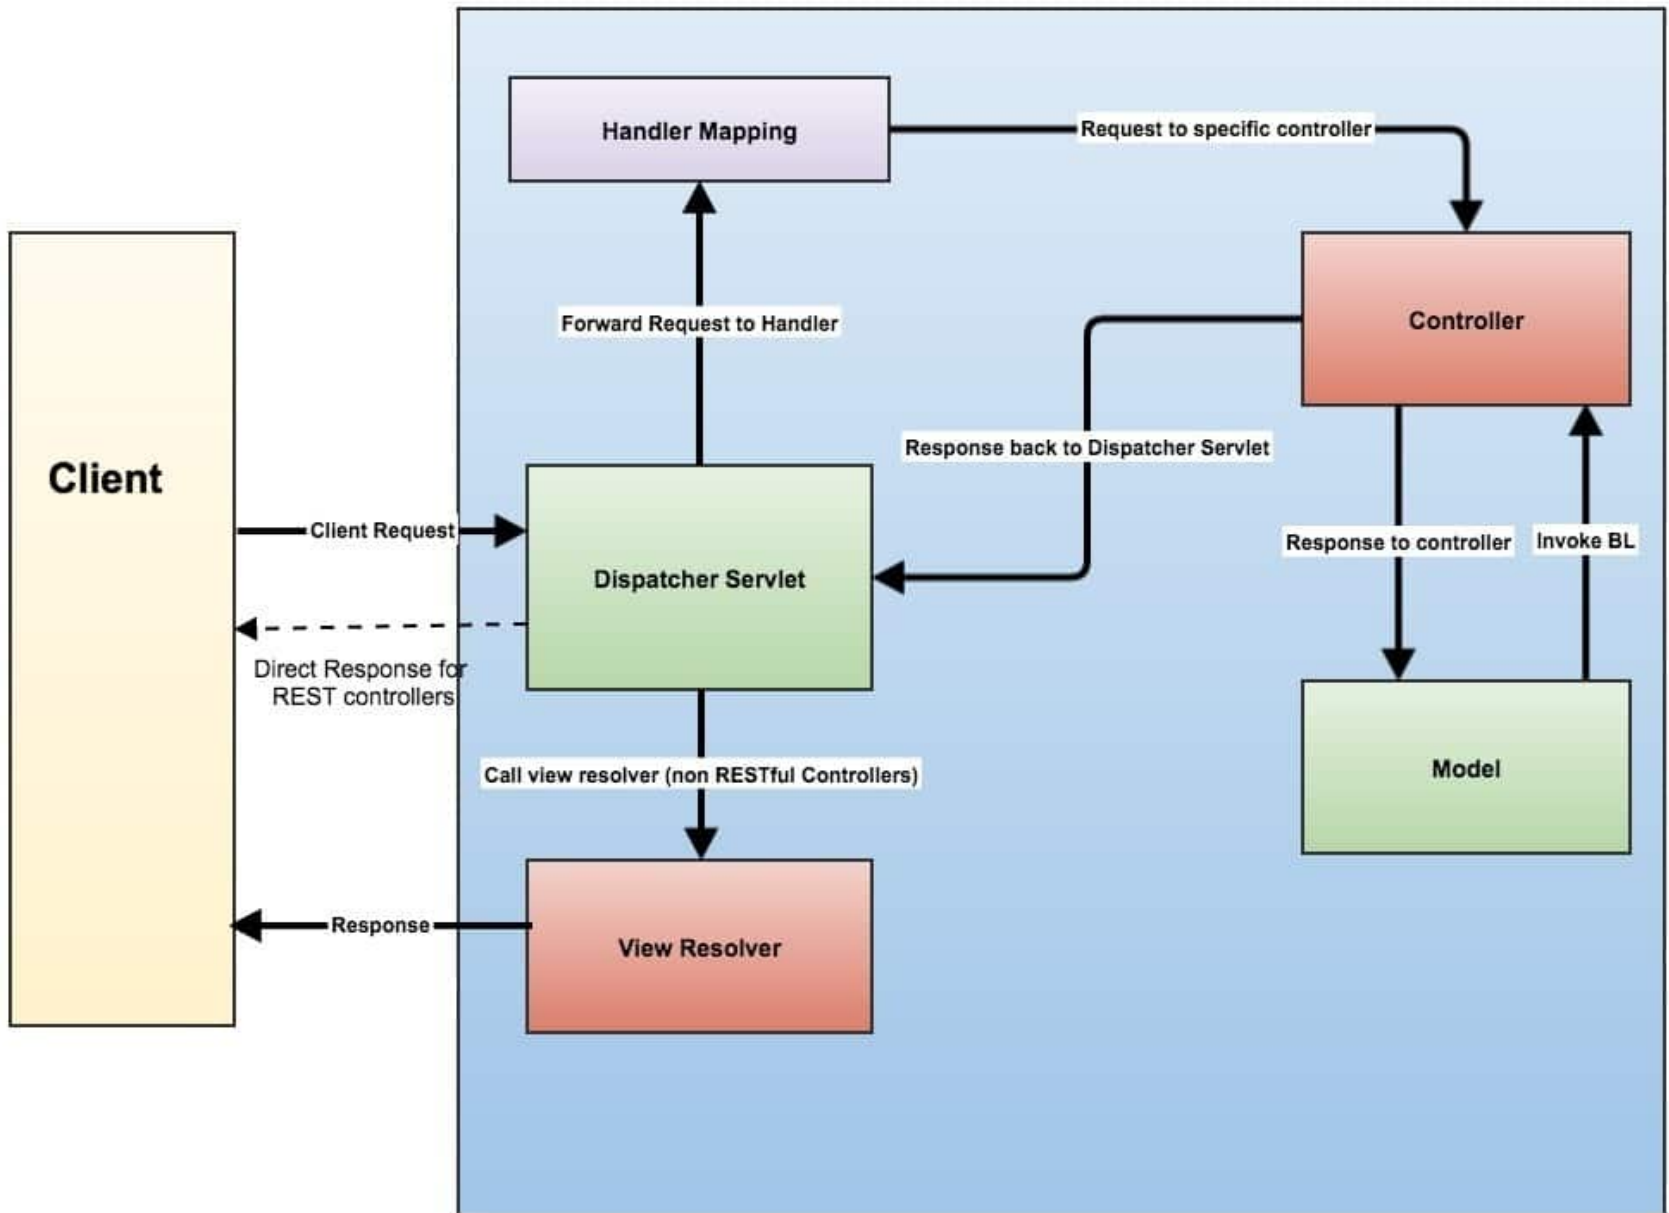 Handler Mapping
Request to specific controller
Forward Request to Handler
Controller
Client
Response back to Dispatcher Servlet
Client Request
Response to controller
Invoke BL
Dispatcher Servlet
Direct Response for
REST controllers
Call view resolver (non RESTful Controllers)
Model
Response
View Resolver